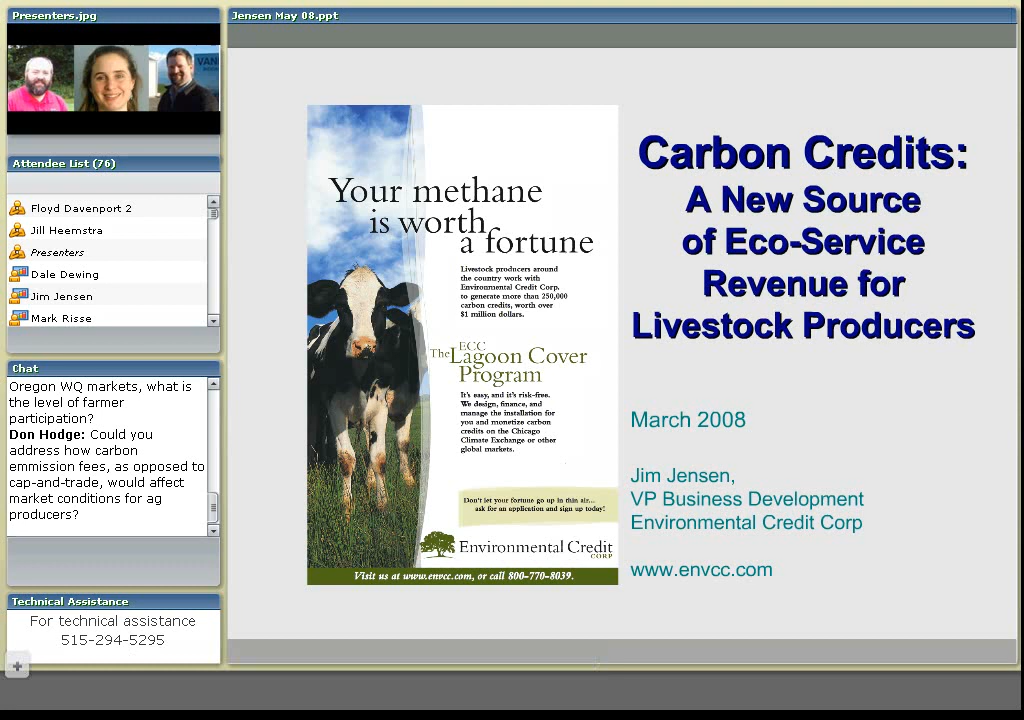 Presenters.jpg
VAN
Attendee List (76)
Floyd Davenport 2
Jill Heemstra
Presenters
Dale Dewing
Jim Jensen
Mark Risse
Chat
Oregon WQ markets, what is
the level of farmer
participation?
Don Hodge: Could you
address how carbon
emmission fees, as opposed to
cap-and-trade, would affect
market conditions for ag
producers?
Technical Assistance
For technical assistance
515-294-5295
Jensen May 08.ppt
Your methane
is worth
a fortune
Livestock producers around
the country work with
Environmental Credit Corp.
to generate more than 250,000
carbon credits, worth over
$1 million dollars.
ECC
The Lagoon Cover
Program
It's easy, and it's risk-free.
We design, finance, and
manage the installation for
you and monetize carbon
credits on the Chicago
Climate Exchange or other
global markets.
Don't let your fortune go up in thin air...
ask for an application and sign up today!
Environmental Credit
CORP
Visit us at www.envcc.com, or call 800-770-8039.
Carbon Credits:
A New Source
of Eco-Service
Revenue for
Livestock Producers
March 2008
Jim Jensen,
VP Business Development
Environmental Credit Corp
www.envcc.com